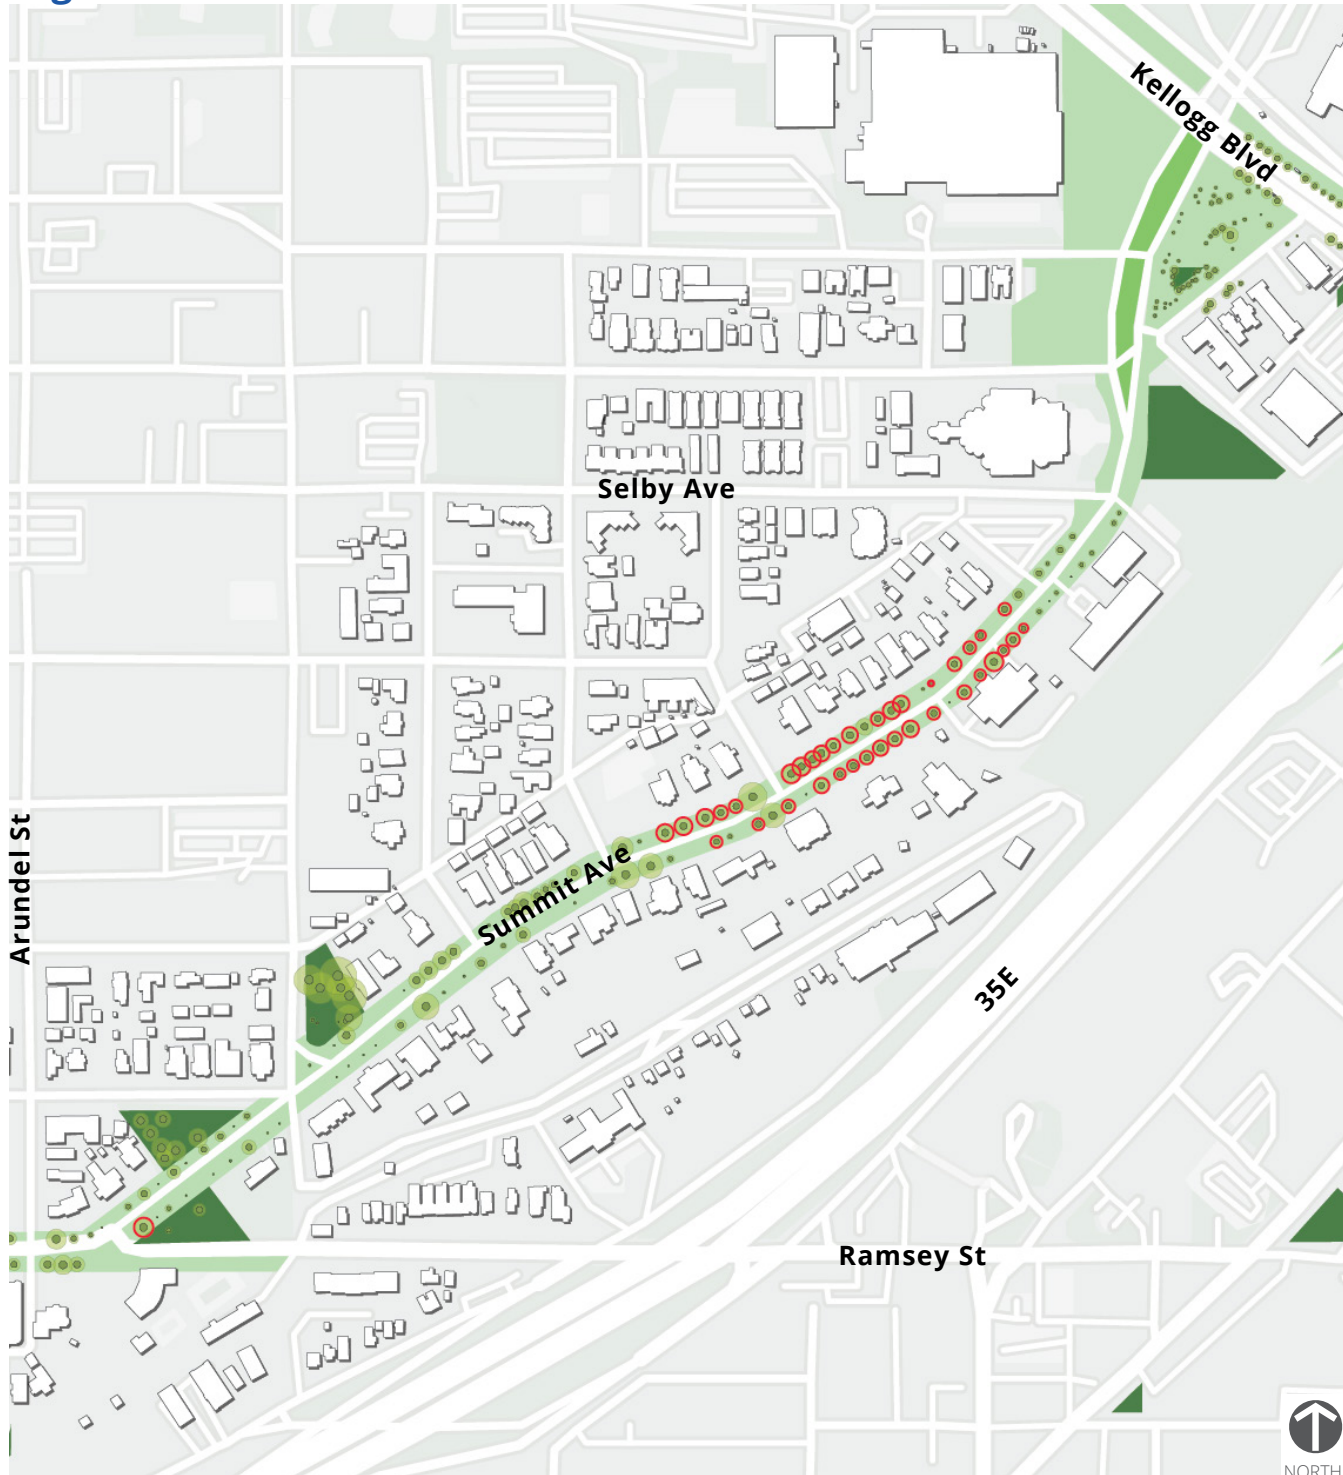 Kellogg Blvd
Selby Ave
Arundel St
Summit Ave
35E
Ramsey St
NORTH